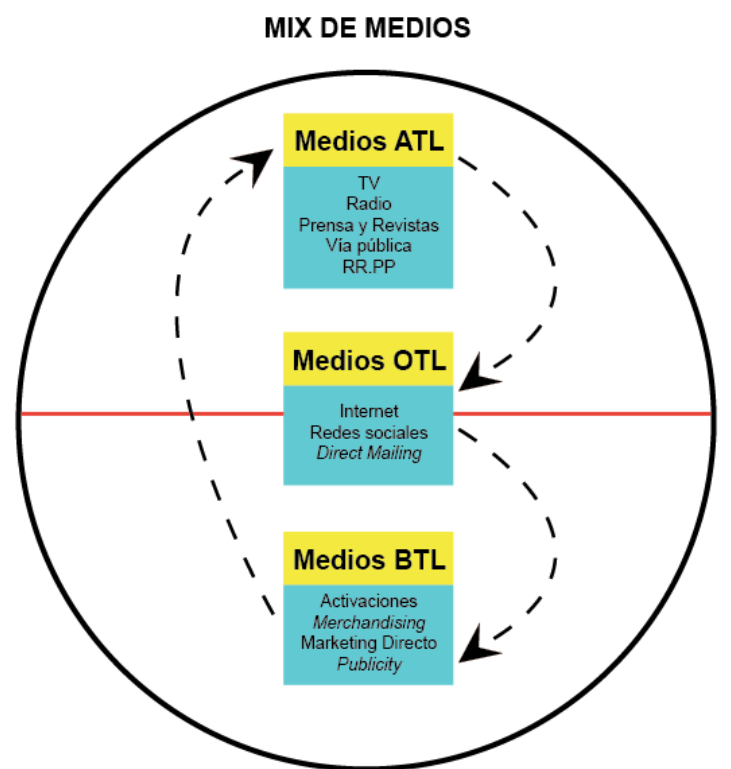 MIX DE MEDIOS
Medios ATL
TV
Radio
Prensa y Revistas
Vía pública
RR.PP
Medios OTL
Internet
Redes sociales
Direct Mailing
Medios BTL
Activaciones
Merchandising
Marketing Directo
Publicity